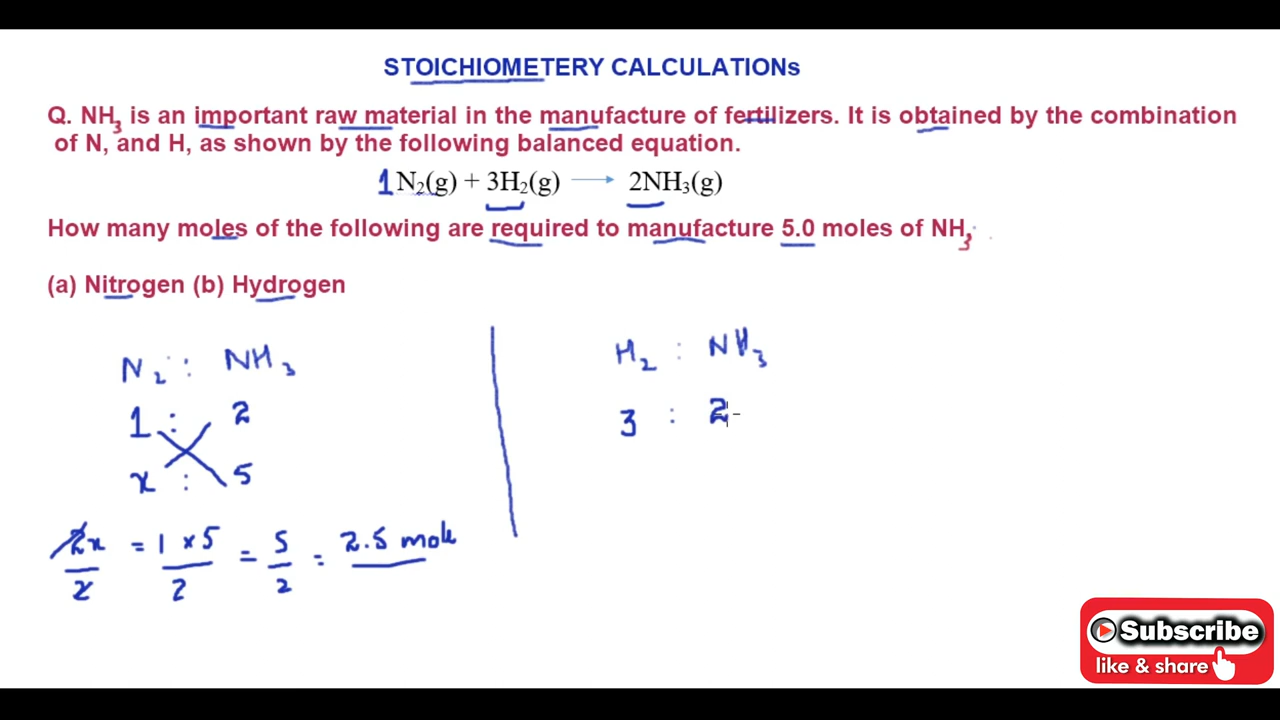 STOICHIOMETERY CALCULATIONs
Q. NH3 is an important raw material in the manufacture of fertilizers. It is obtained by the combination
of N, and H, as shown by the following balanced equation.
1 N₂(g) + 3H₂(g) → 2NH₃(g)
How many moles of the following are required to manufacture 5.0 moles of NH3
(a) Nitrogen (b) Hydrogen
N2 : NH3
1 : 2
x : 5
2x/2 = 1 × 5/2 = 5/2 = 2.5 mole
H2 : NH3
3 : 2
Subscribe
like & share